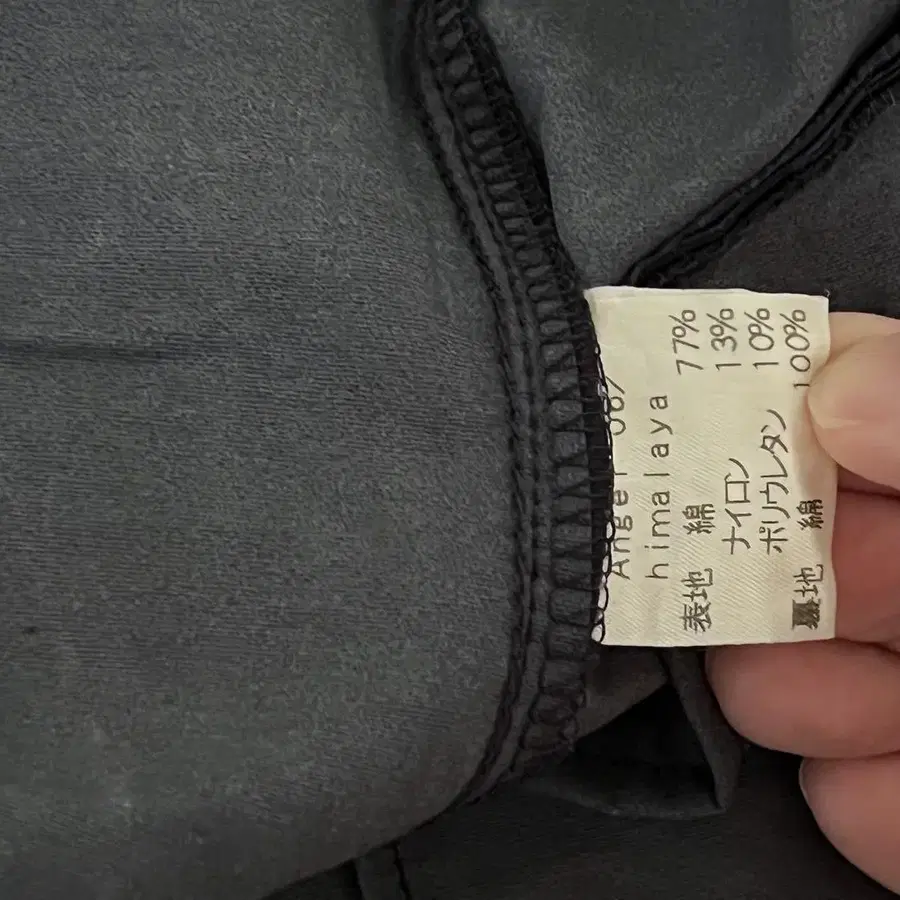 Angel
himalaya
表地 綿 77%
ナイロン 13%
ポリウレタン 10%
裏地 綿 100%